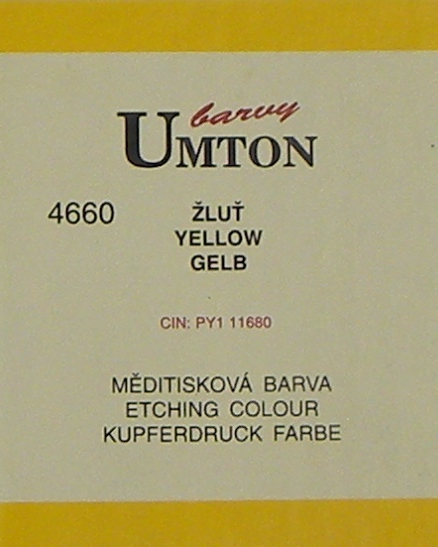 barvy
UMTON
4660 ŽLUŤ
YELLOW
GELB
CIN: PY1 11680
MĚDITISKOVÁ BARVA
ETCHING COLOUR
KUPFERDRUCK FARBE